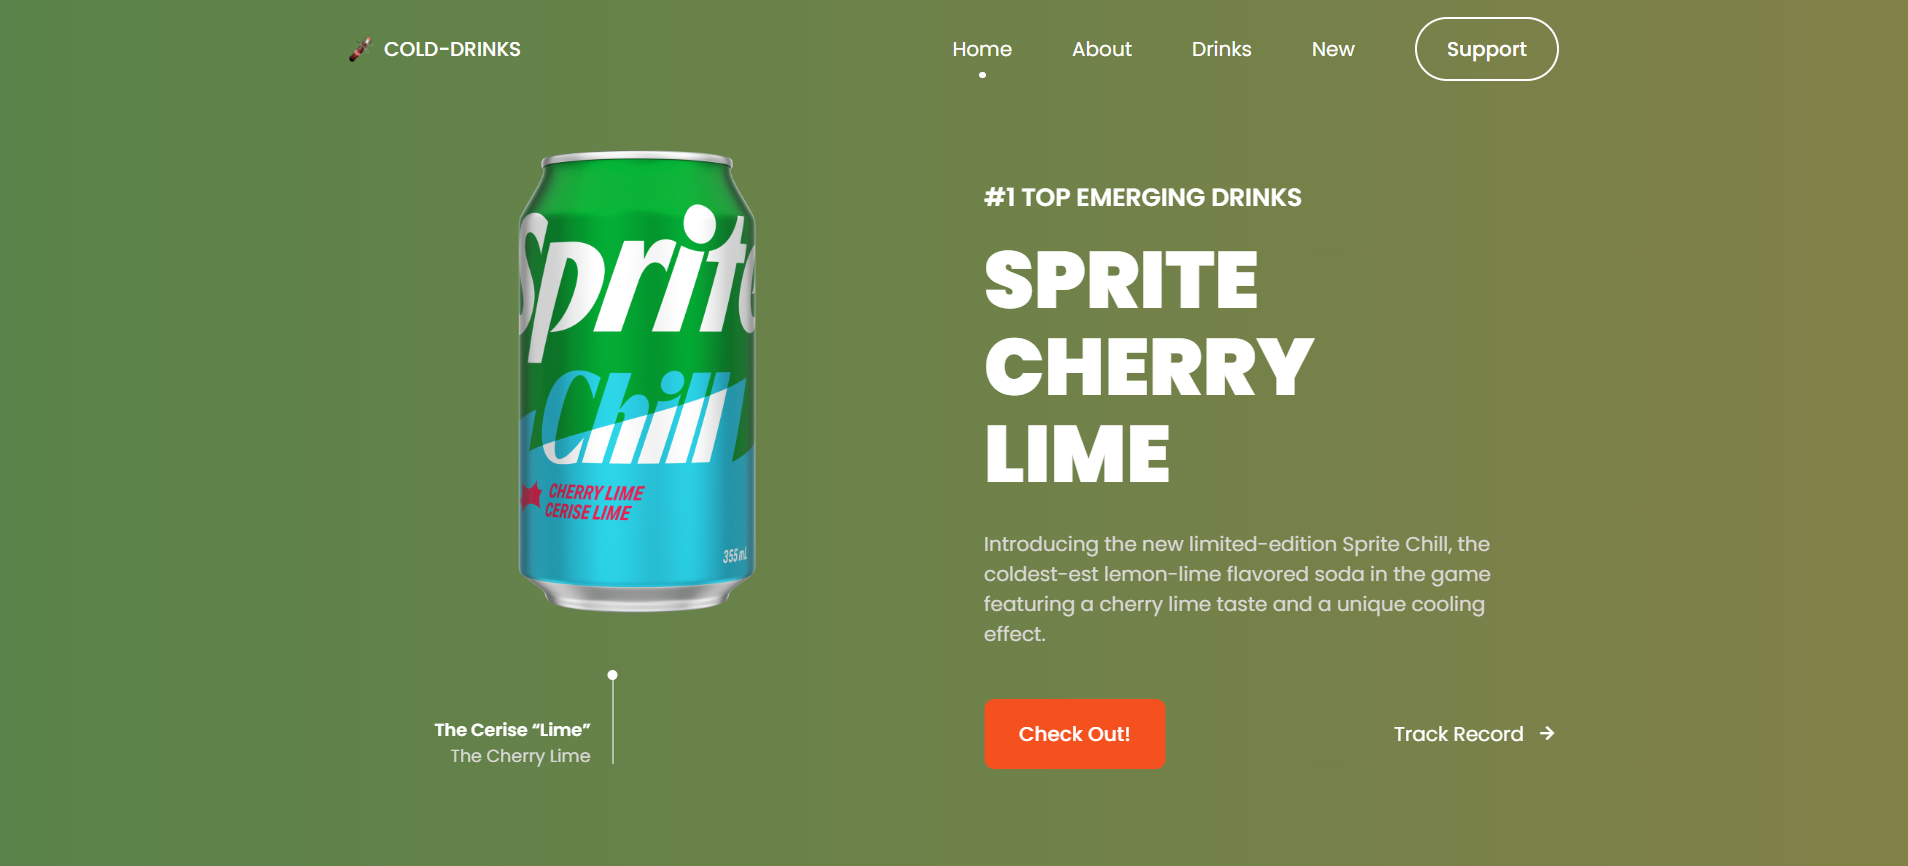 COLD-DRINKS
Home
About
Drinks
New
Support
Sprite
Chill
CHERRY LIME
CERISE LIME
355 mL
#1 TOP EMERGING DRINKS
SPRITE
CHERRY
LIME
Introducing the new limited-edition Sprite Chill, the
coldest-est lemon-lime flavored soda in the game
featuring a cherry lime taste and a unique cooling
effect.
The Cerise “Lime”
The Cherry Lime
Check Out!
Track Record